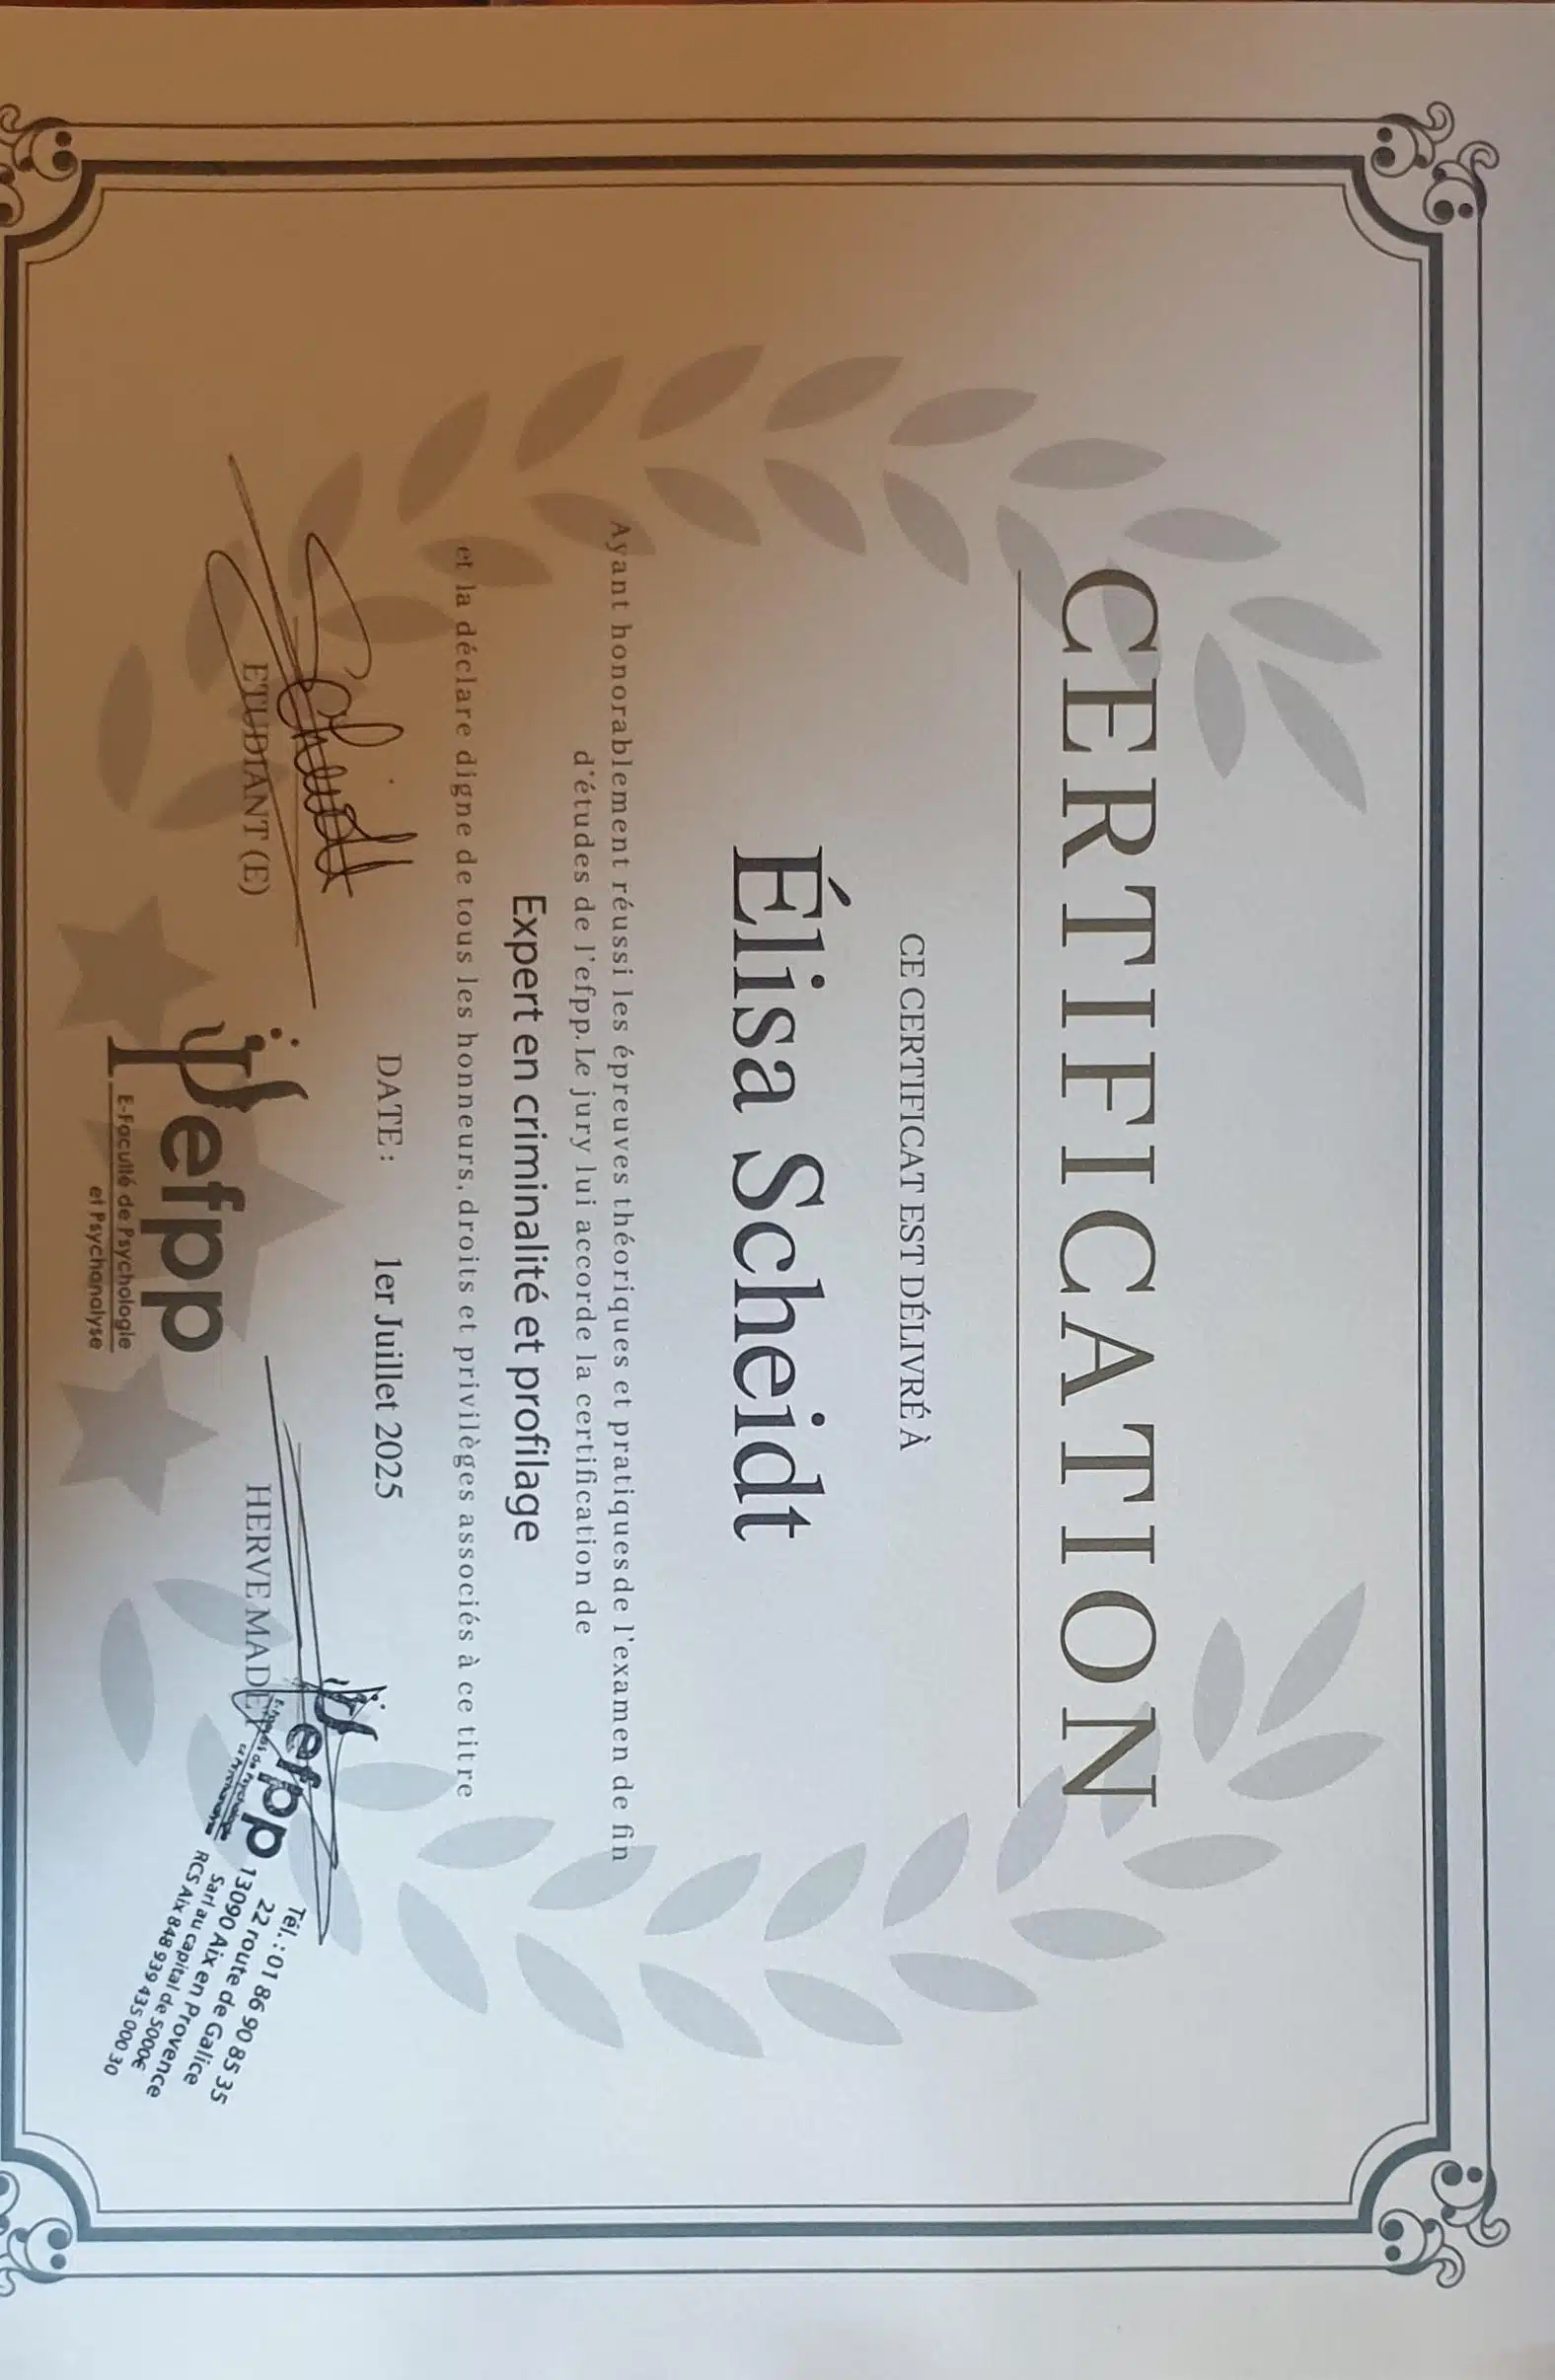 CERTIFICATION
CE CERTIFICAT EST DÉLIVRÉ À
Élisa Scheidt
Ayant honorablement réussi les épreuves théoriques et pratiquesde l'examen de fin
d'études de l'efpp.Le jury lui accorde la certification de
Expert en criminalité et profilage
et la déclare digne de tous les honneurs, droits et privilèges associés à ce titre
DATE : 1er Juillet 2025
Scheidt
ETUDIANT (E)
HERVE
efpp
E-Faculté de Psychologie
et Psychanalyse
efpp
Tél. : 01 86 90 85 35
22 route de Galice
13090 Aix en Provence
Sarl au capital de 5000€
RCS Aix 848 939 435 000 30